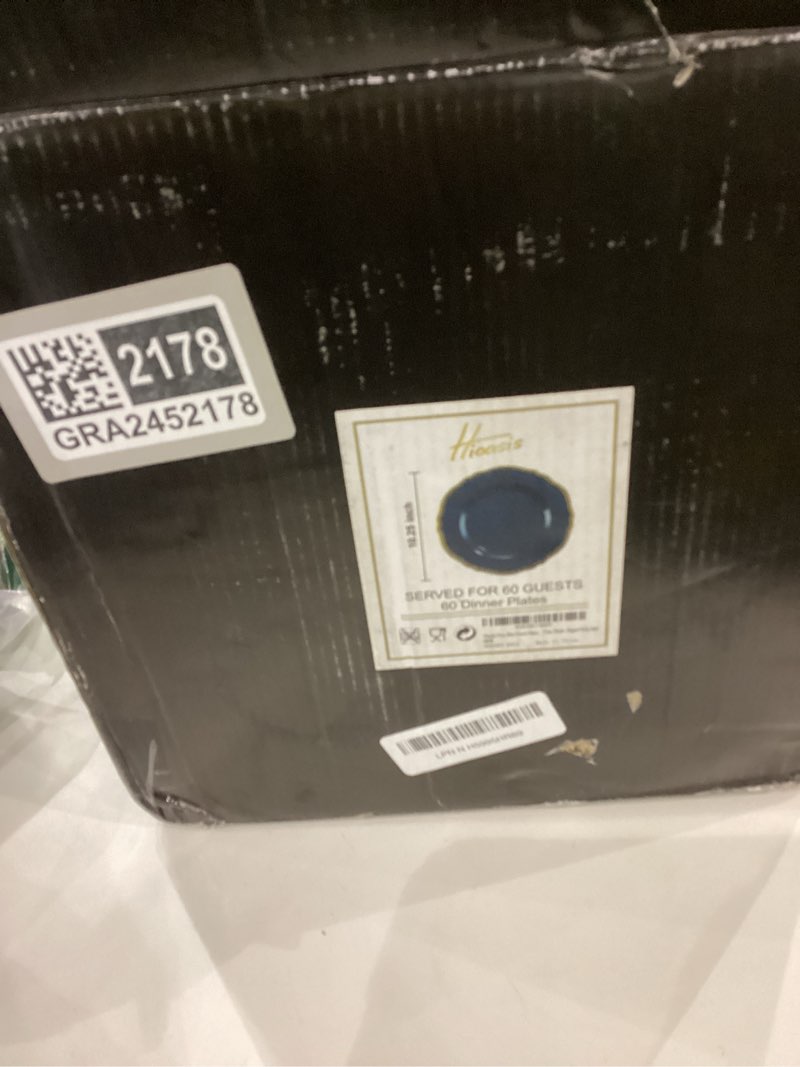 2178
GRA2452178
Hioasis
10.25 inch
SERVED FOR 60 GUESTS
60 Dinner Plates